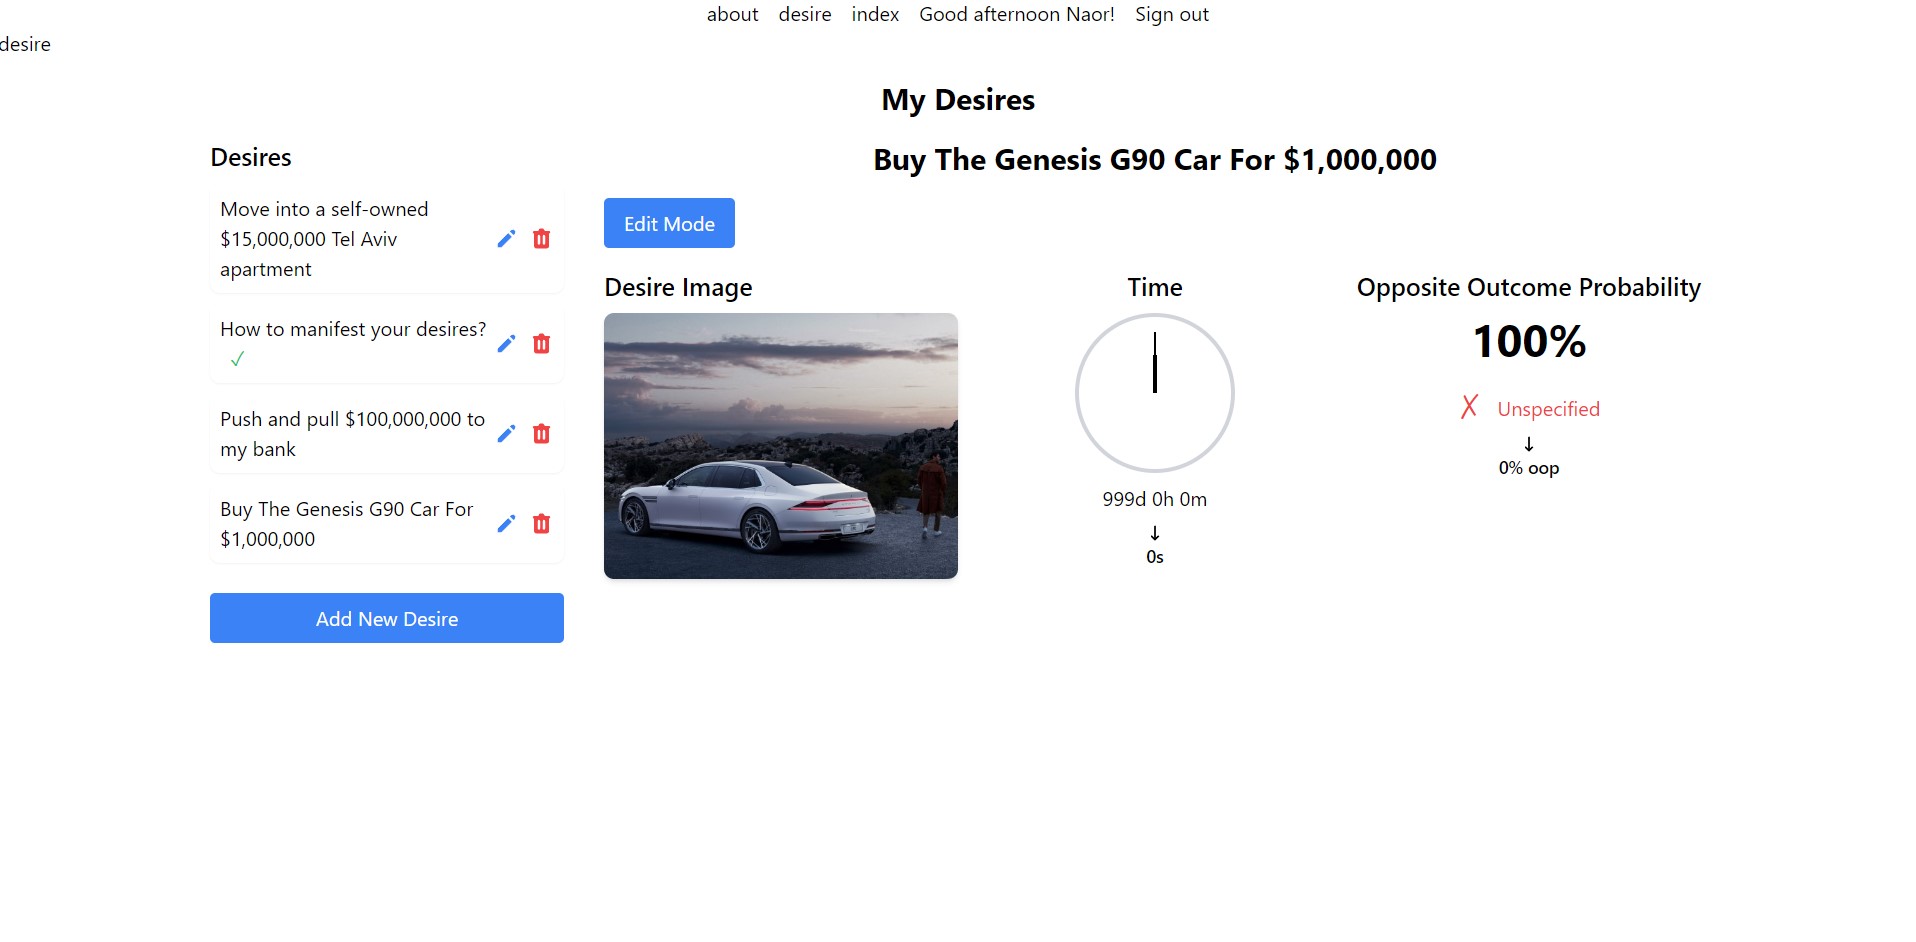 about desire index Good afternoon Naor! Sign out
desire
My Desires
Desires
Move into a self-owned
$15,000,000 Tel Aviv
apartment
How to manifest your desires?
✓
Push and pull $100,000,000 to
my bank
Buy The Genesis G90 Car For
$1,000,000
Add New Desire
Buy The Genesis G90 Car For $1,000,000
Edit Mode
Desire Image
Time
999d 0h 0m
↓
0s
Opposite Outcome Probability
100%
✗ Unspecified
↓
0% oop